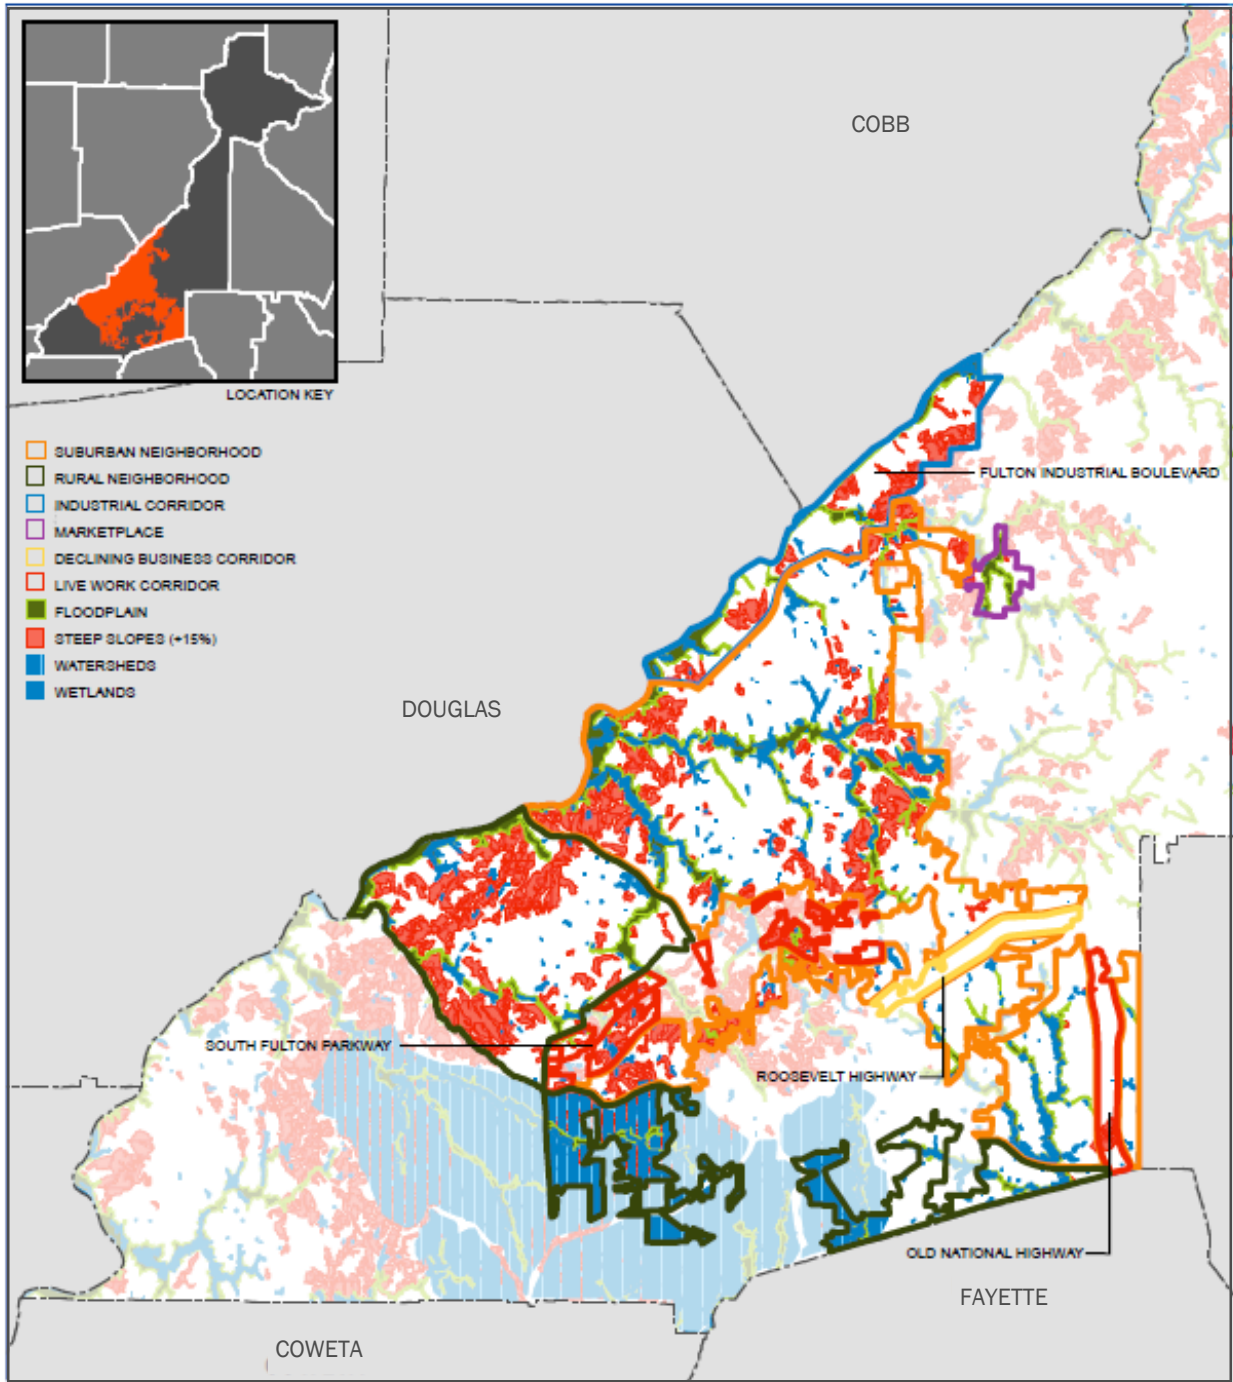 COBB
LOCATION KEY
SUBURBAN NEIGHBORHOOD
RURAL NEIGHBORHOOD
INDUSTRIAL CORRIDOR
MARKETPLACE
DECLINING BUSINESS CORRIDOR
LIVE WORK CORRIDOR
FLOODPLAIN
STEEP SLOPES (+15%)
WATERSHEDS
WETLANDS
FULTON INDUSTRIAL BOULEVARD
DOUGLAS
SOUTH FULTON PARKWAY
ROOSEVELT HIGHWAY
OLD NATIONAL HIGHWAY
FAYETTE
COWETA